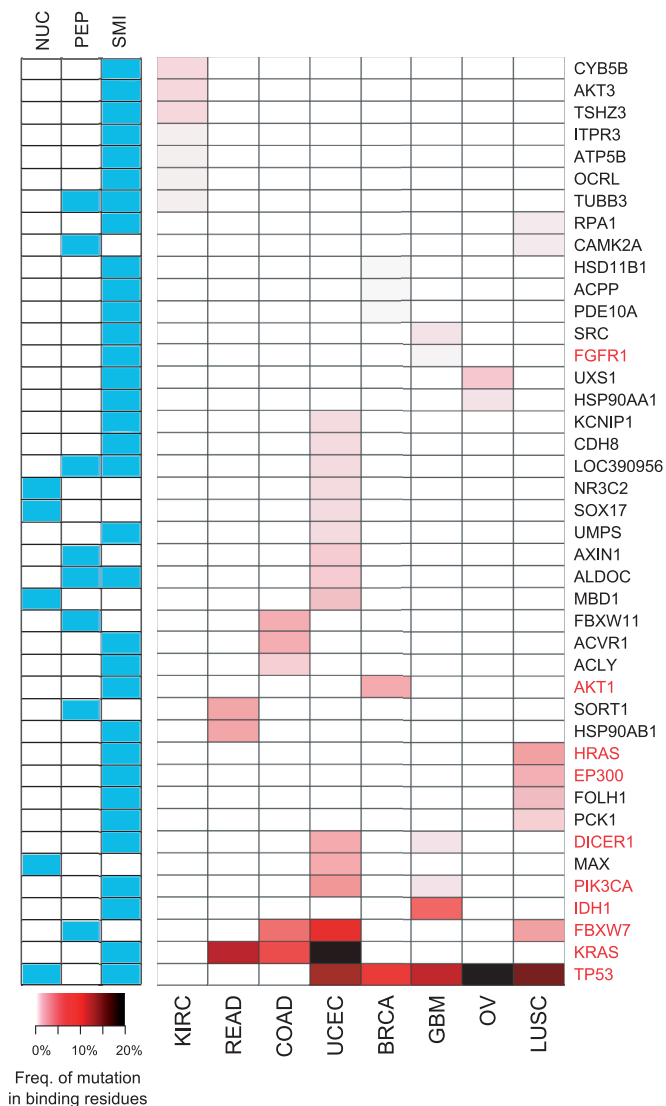 NUC PEP SMI
CYB5B
AKT3
TSHZ3
ITPR3
ATP5B
OCRL
TUBB3
RPA1
CAMK2A
HSD11B1
ACPP
PDE10A
SRC
FGFR1
UXS1
HSP90AA1
KCNIP1
CDH8
LOC390956
NR3C2
SOX17
UMPS
AXIN1
ALDOC
MBD1
FBXW11
ACVR1
ACLY
AKT1
SORT1
HSP90AB1
HRAS
EP300
FOLH1
PCK1
DICER1
MAX
PIK3CA
IDH1
FBXW7
KRAS
TP53
KIRC READ COAD UCEC BRCA GBM OV LUSC
0% 10% 20%
Freq. of mutation
in binding residues